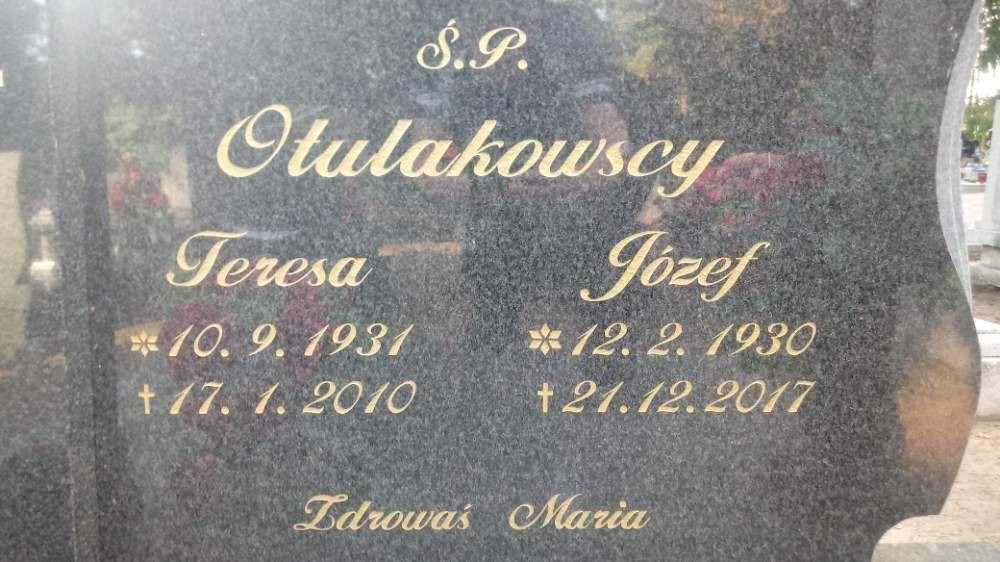 Ś.P.
Otulakowscy
Teresa Józef
* 10. 9. 1931 * 12. 2. 1930
† 17. 1. 2010 † 21.12.2017
Zdrowaś Maria